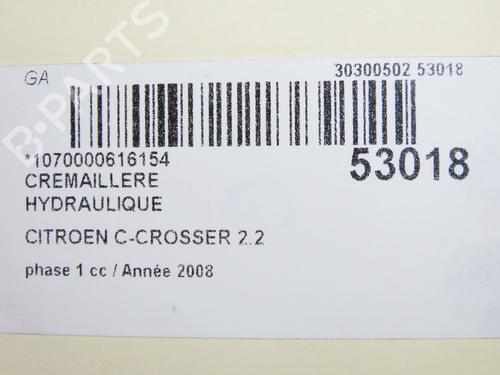 GA
30300502 53018
*1070000616154
53018
CREMAILLERE
HYDRAULIQUE
CITROEN C-CROSSER 2.2
phase 1 cc / Année 2008
B-PARTS